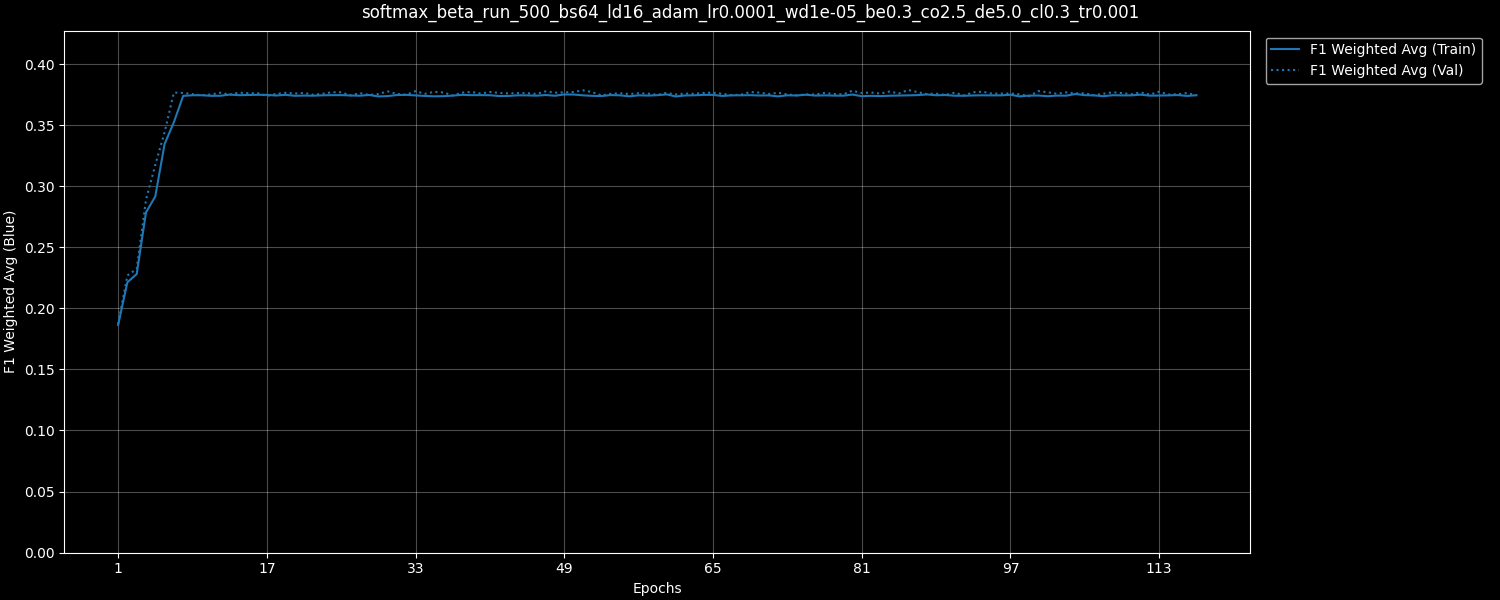 softmax_beta_run_500_bs64_ld16_adam_lr0.0001_wd1e-05_be0.3_co2.5_de5.0_cl0.3_tr0.001
F1 Weighted Avg (Train)
F1 Weighted Avg (Val)
F1 Weighted Avg (Blue)
0.40
0.35
0.30
0.25
0.20
0.15
0.10
0.05
0.00
1 17 33 49 65 81 97 113
Epochs